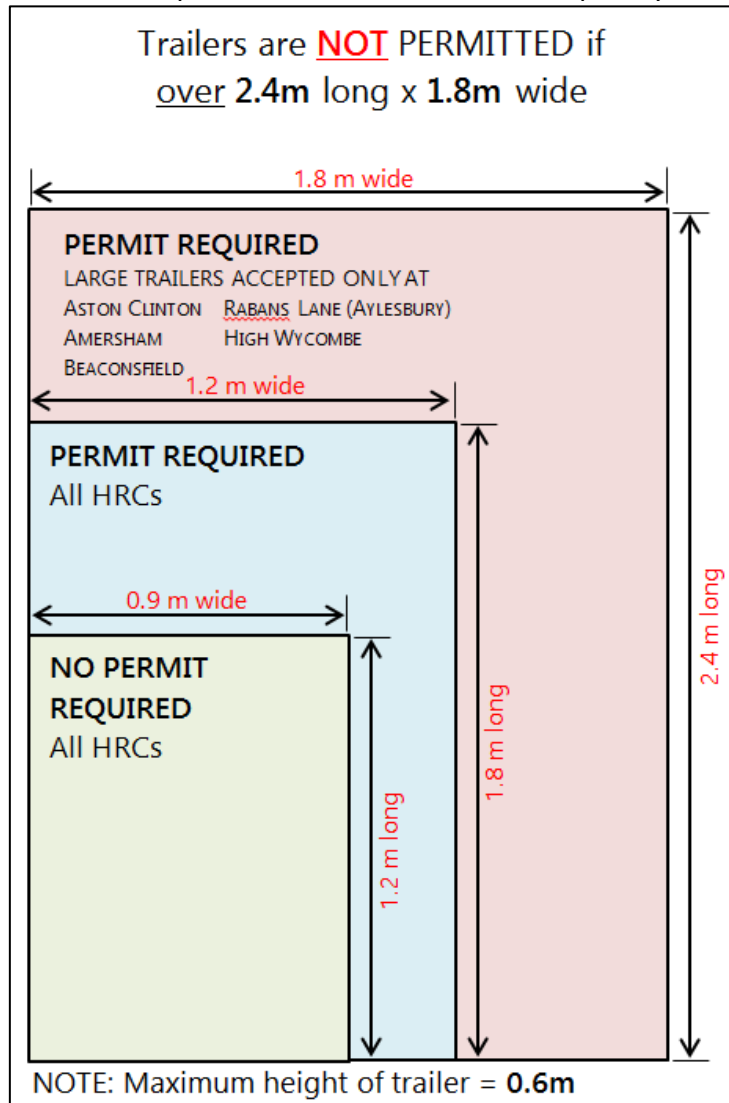 Trailers are NOT PERMITTED if
over 2.4m long x 1.8m wide
1.8 m wide
PERMIT REQUIRED
LARGE TRAILERS ACCEPTED ONLY AT
ASTON CLINTON RABANS LANE (AYLESBURY)
AMERSHAM HIGH WYCOMBE
BEACONSFIELD
1.2 m wide
PERMIT REQUIRED
All HRCs
0.9 m wide
NO PERMIT
REQUIRED
All HRCs
1.2 m long
1.8 m long
2.4 m long
NOTE: Maximum height of trailer = 0.6m